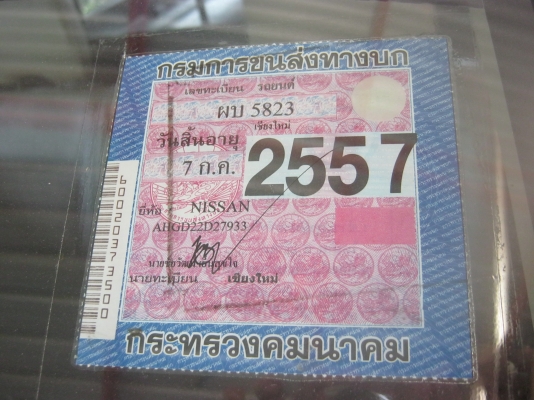 กรมการขนส่งทางบก
เลขทะเบียน รถยนต์
ผบ 5823
เชียงใหม่
วันสิ้นอายุ
7 ก.ค. 2557
ยี่ห้อ NISSAN
AHGD22D27933
นายทะเบียน เชียงใหม่
กระทรวงคมนาคม
60020373500